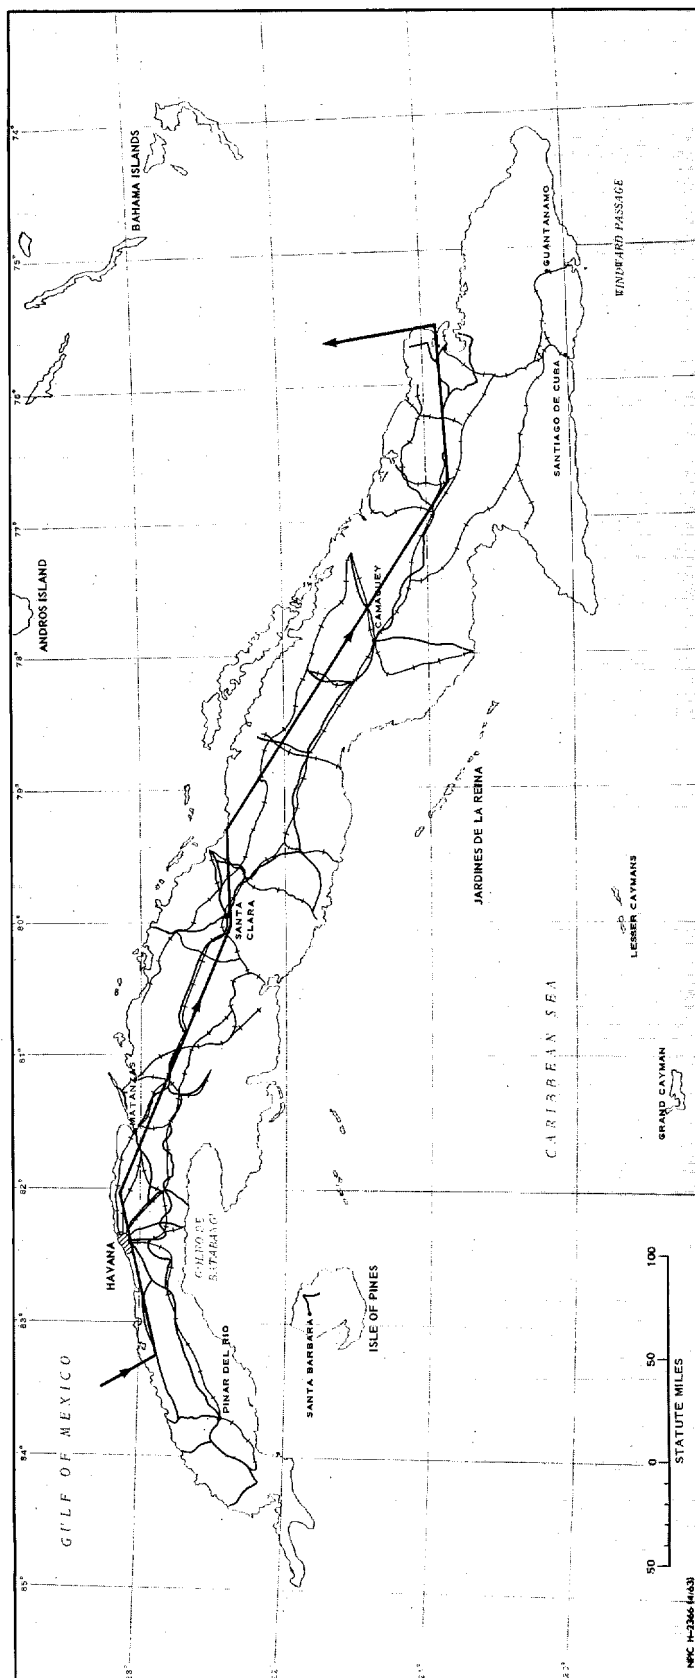 GULF OF MEXICO
ANDROS ISLAND
BAHAMA ISLANDS
85°
84°
83°
82°
81°
80°
79°
78°
77°
76°
75°
74°
HAVANA
MATANZAS
PINAR DEL RIO
GOLFO DE
BATABANO
SANTA
CLARA
CAMAGUEY
SANTA BARBARA
ISLE OF PINES
JARDINES DE LA REINA
SANTIAGO DE CUBA
GUANTANAMO
WINDWARD PASSAGE
CARIBBEAN SEA
LESSER CAYMANS
GRAND CAYMAN
50 0 50 100
STATUTE MILES
NPIC H-2366 (4/63)